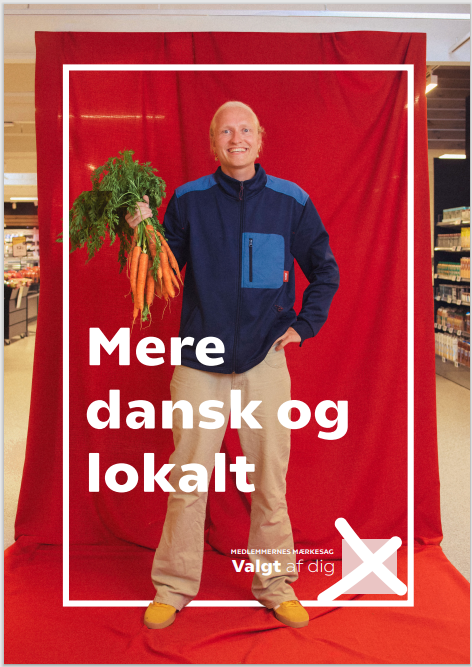 Mere
dansk og
lokalt
MEDLEMMERNES MÆRKESAG
Valgt af dig